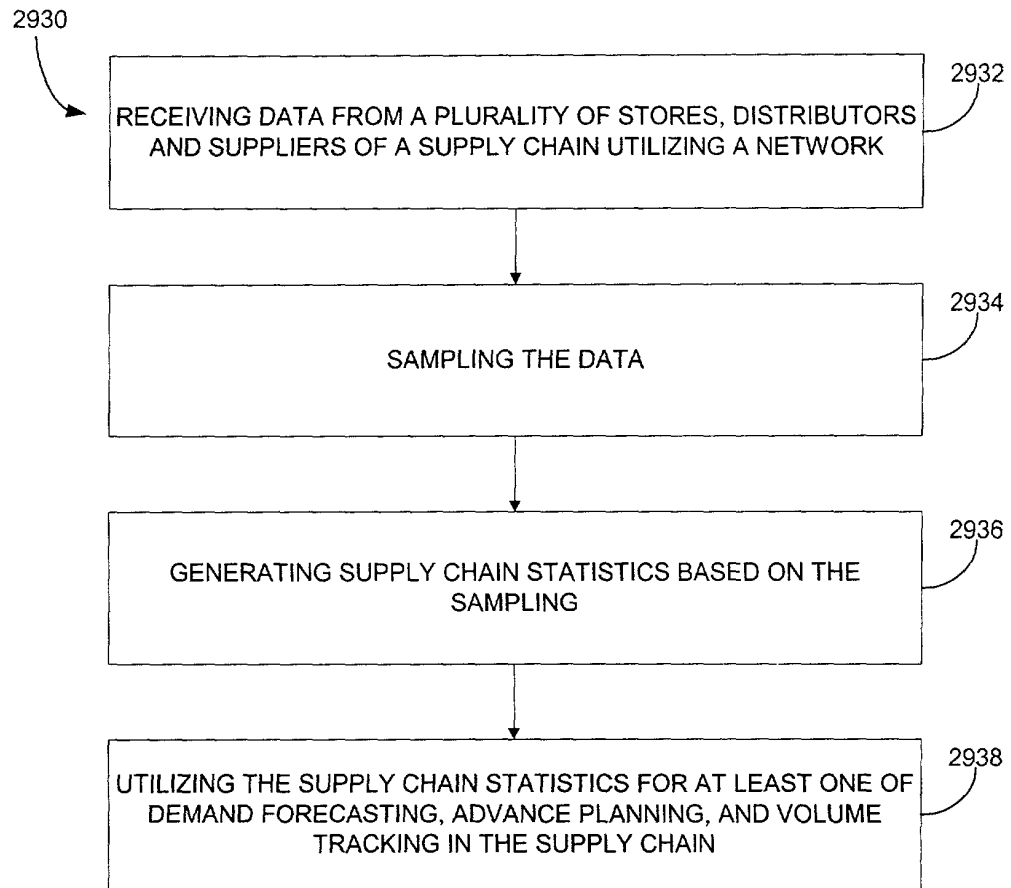 2930
2932
RECEIVING DATA FROM A PLURALITY OF STORES, DISTRIBUTORS
AND SUPPLIERS OF A SUPPLY CHAIN UTILIZING A NETWORK
2934
SAMPLING THE DATA
2936
GENERATING SUPPLY CHAIN STATISTICS BASED ON THE
SAMPLING
2938
UTILIZING THE SUPPLY CHAIN STATISTICS FOR AT LEAST ONE OF
DEMAND FORECASTING, ADVANCE PLANNING, AND VOLUME
TRACKING IN THE SUPPLY CHAIN